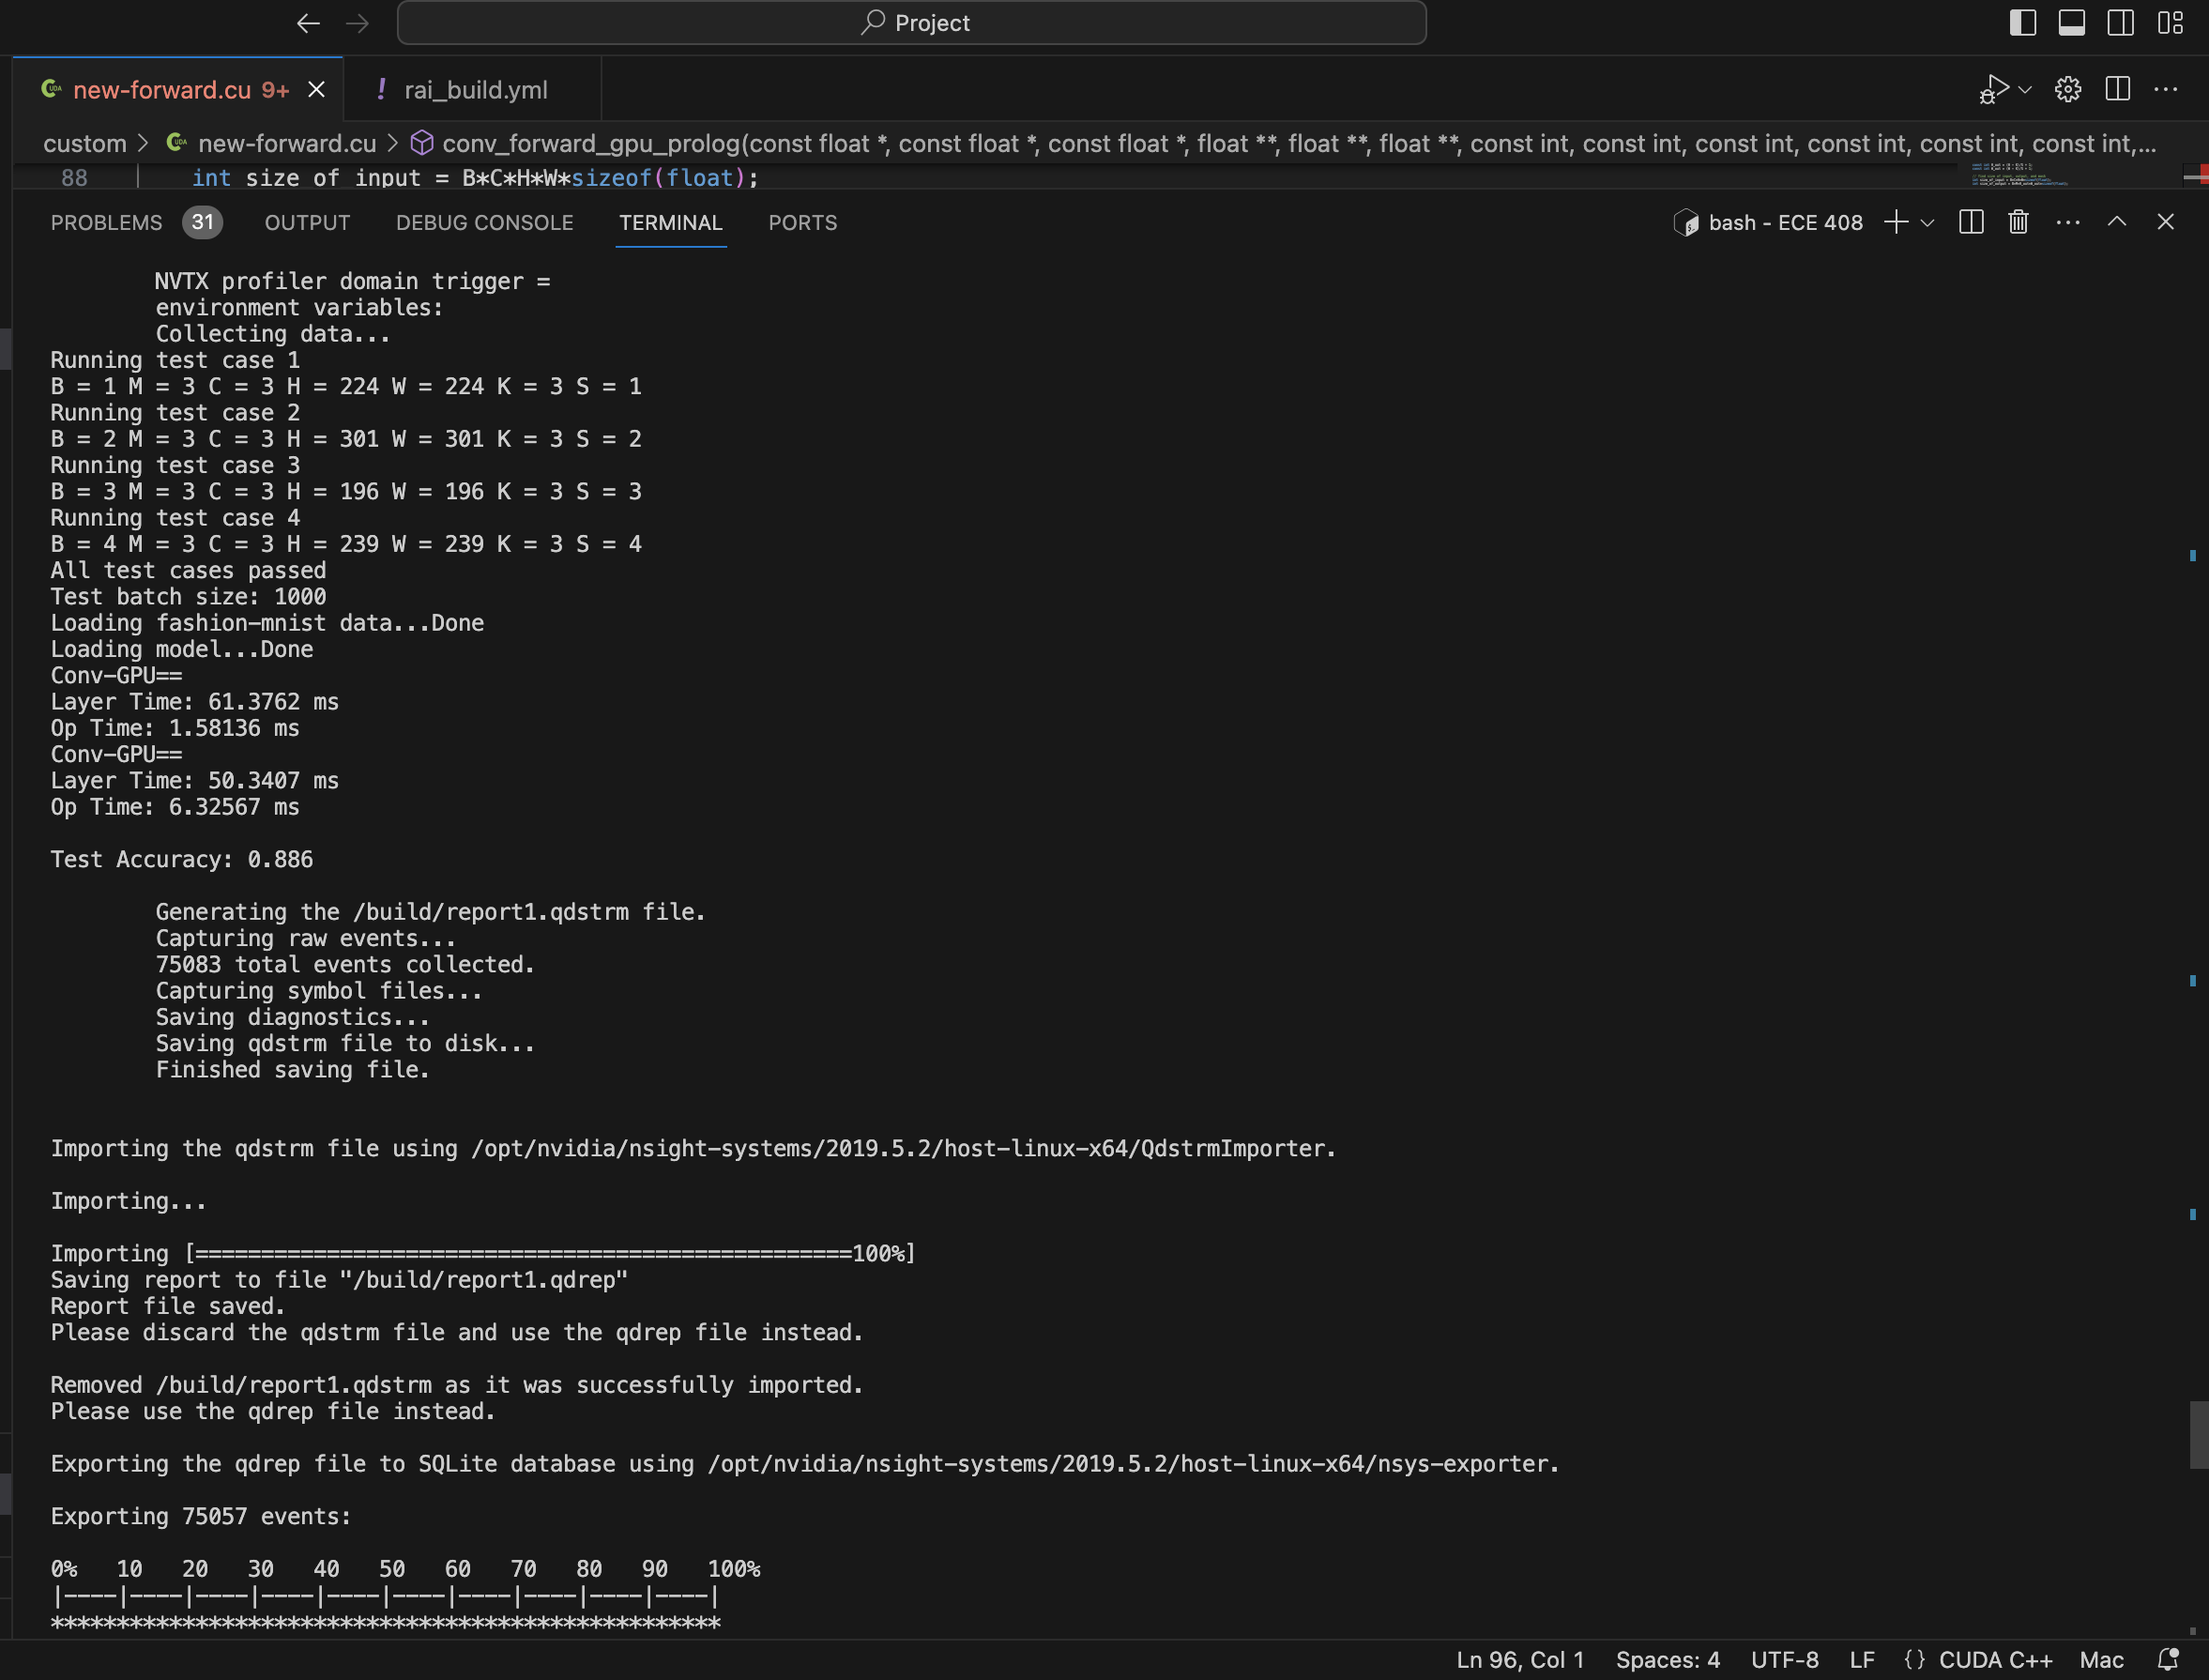 Project
new-forward.cu 9+
! rai_build.yml
custom > new-forward.cu > conv_forward_gpu_prolog(const float *, const float *, const float *, float **, float **, float **, const int, const int, const int, const int, const int, const int,...
88 int size of input = B*C*H*W*sizeof(float);
PROBLEMS 31 OUTPUT DEBUG CONSOLE TERMINAL PORTS
bash - ECE 408
NVTX profiler domain trigger =
environment variables:
Collecting data...
Running test case 1
B = 1 M = 3 C = 3 H = 224 W = 224 K = 3 S = 1
Running test case 2
B = 2 M = 3 C = 3 H = 301 W = 301 K = 3 S = 2
Running test case 3
B = 3 M = 3 C = 3 H = 196 W = 196 K = 3 S = 3
Running test case 4
B = 4 M = 3 C = 3 H = 239 W = 239 K = 3 S = 4
All test cases passed
Test batch size: 1000
Loading fashion-mnist data...Done
Loading model...Done
Conv-GPU==
Layer Time: 61.3762 ms
Op Time: 1.58136 ms
Conv-GPU==
Layer Time: 50.3407 ms
Op Time: 6.32567 ms
Test Accuracy: 0.886
Generating the /build/report1.qdstrm file.
Capturing raw events...
75083 total events collected.
Capturing symbol files...
Saving diagnostics...
Saving qdstrm file to disk...
Finished saving file.
Importing the qdstrm file using /opt/nvidia/nsight-systems/2019.5.2/host-linux-x64/QdstrmImporter.
Importing...
Importing [==================================================100%]
Saving report to file "/build/report1.qdrep"
Report file saved.
Please discard the qdstrm file and use the qdrep file instead.
Removed /build/report1.qdstrm as it was successfully imported.
Please use the qdrep file instead.
Exporting the qdrep file to SQLite database using /opt/nvidia/nsight-systems/2019.5.2/host-linux-x64/nsys-exporter.
Exporting 75057 events:
0%   10   20   30   40   50   60   70   80   90   100%
|----|----|----|----|----|----|----|----|----|----|
***************************************************
Ln 96, Col 1 Spaces: 4 UTF-8 LF {} CUDA C++ Mac